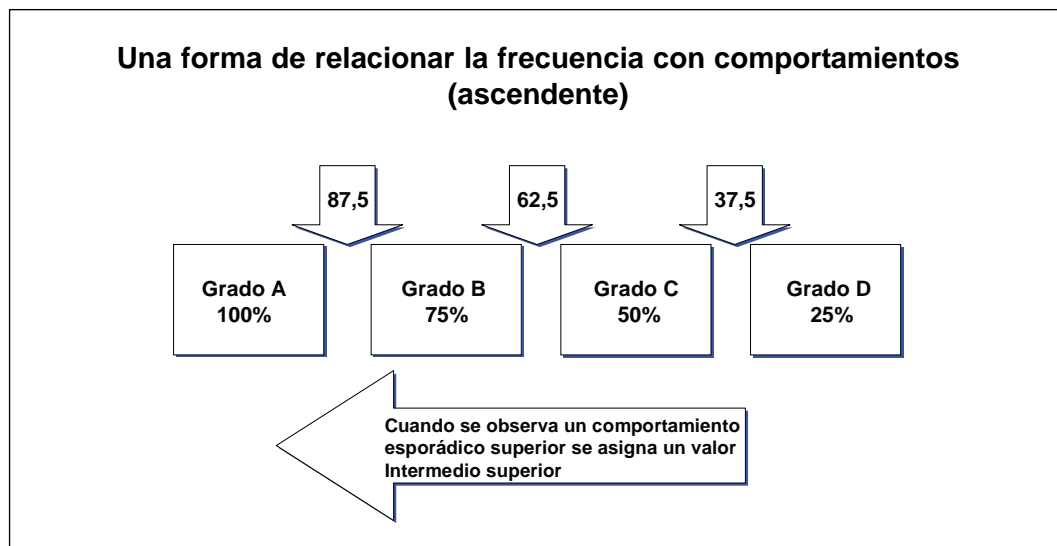 Una forma de relacionar la frecuencia con comportamientos
(ascendente)
87,5
62,5
37,5
Grado A
100%
Grado B
75%
Grado C
50%
Grado D
25%
Cuando se observa un comportamiento
esporádico superior se asigna un valor
Intermedio superior